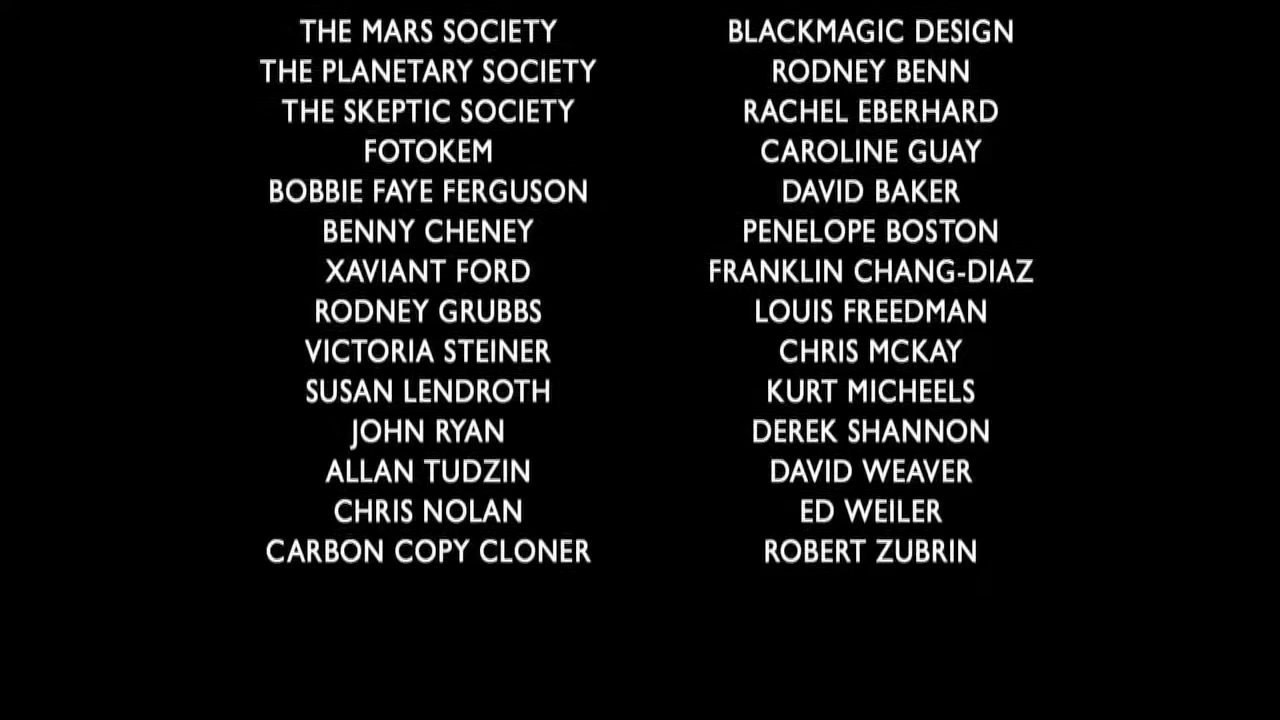 THE MARS SOCIETY
THE PLANETARY SOCIETY
THE SKEPTIC SOCIETY
FOTOKEM
BOBBIE FAYE FERGUSON
BENNY CHENEY
XAVIANT FORD
RODNEY GRUBBS
VICTORIA STEINER
SUSAN LENDROTH
JOHN RYAN
ALLAN TUDZIN
CHRIS NOLAN
CARBON COPY CLONER
BLACKMAGIC DESIGN
RODNEY BENN
RACHEL EBERHARD
CAROLINE GUAY
DAVID BAKER
PENELOPE BOSTON
FRANKLIN CHANG-DIAZ
LOUIS FREEDMAN
CHRIS MCKAY
KURT MICHEELS
DEREK SHANNON
DAVID WEAVER
ED WEILER
ROBERT ZUBRIN